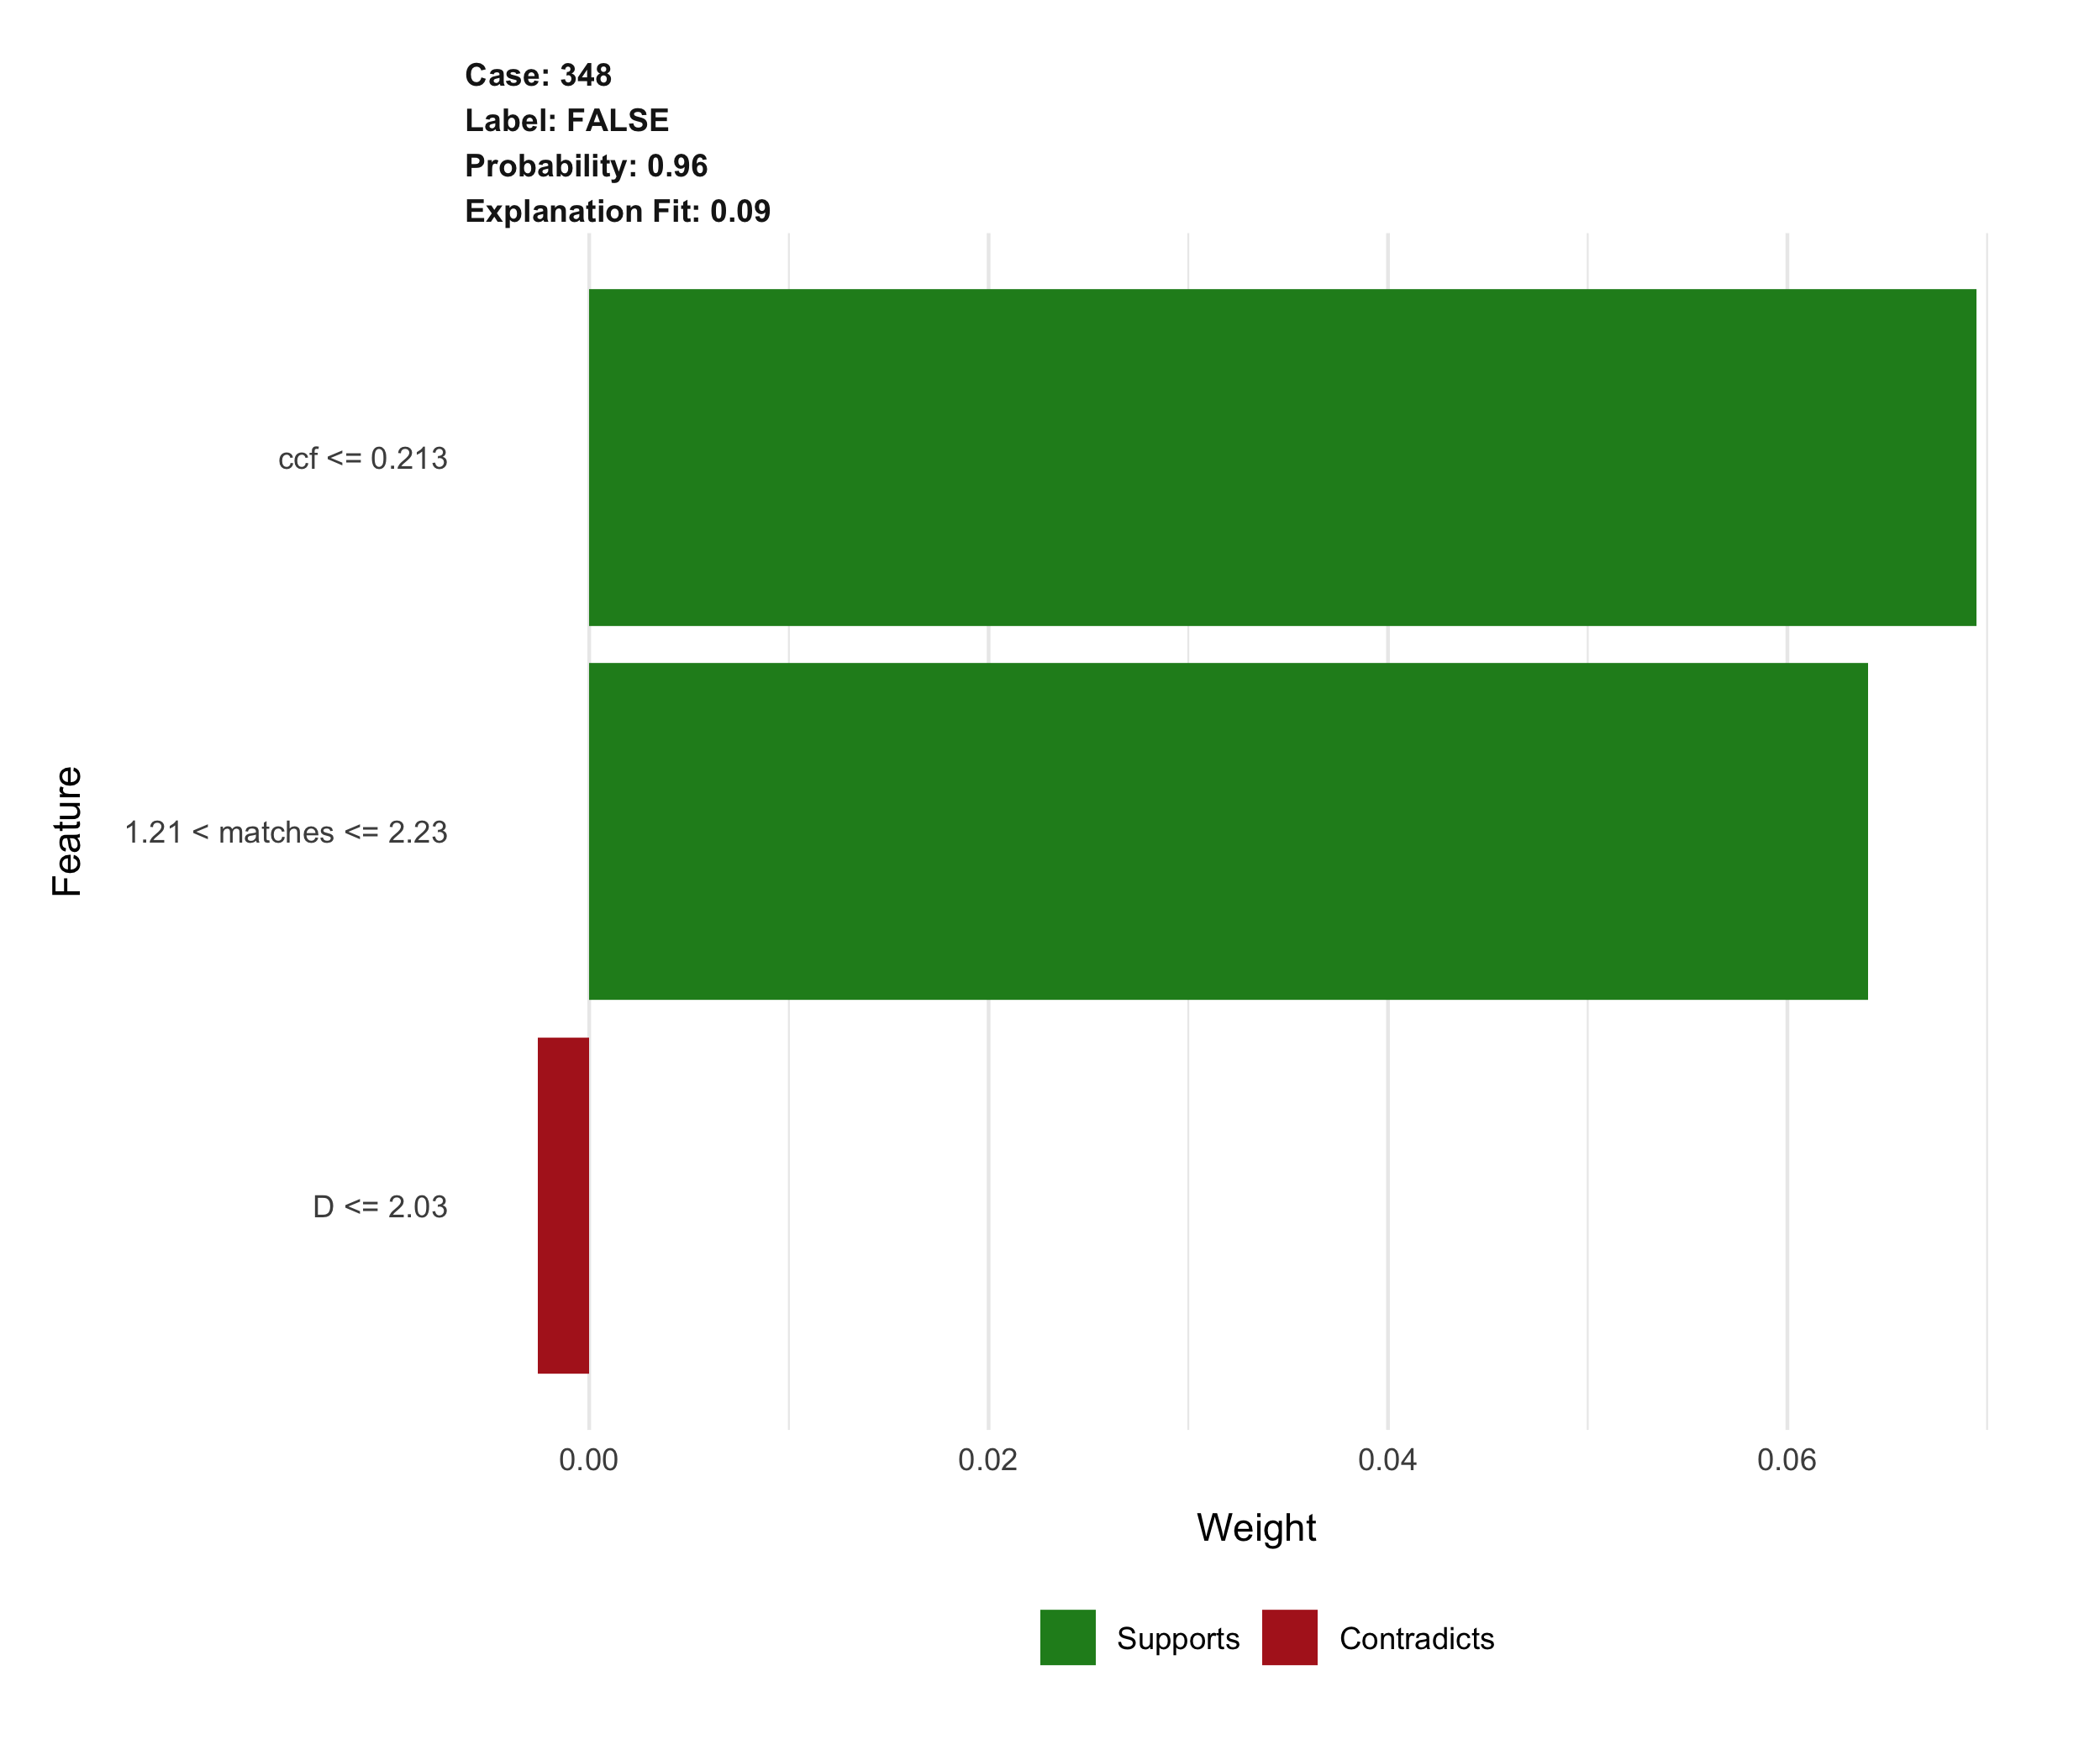 Case: 348
Label: FALSE
Probability: 0.96
Explanation Fit: 0.09
ccf <= 0.213
1.21 < matches <= 2.23
D <= 2.03
Feature
0.00 0.02 0.04 0.06
Weight
Supports Contradicts